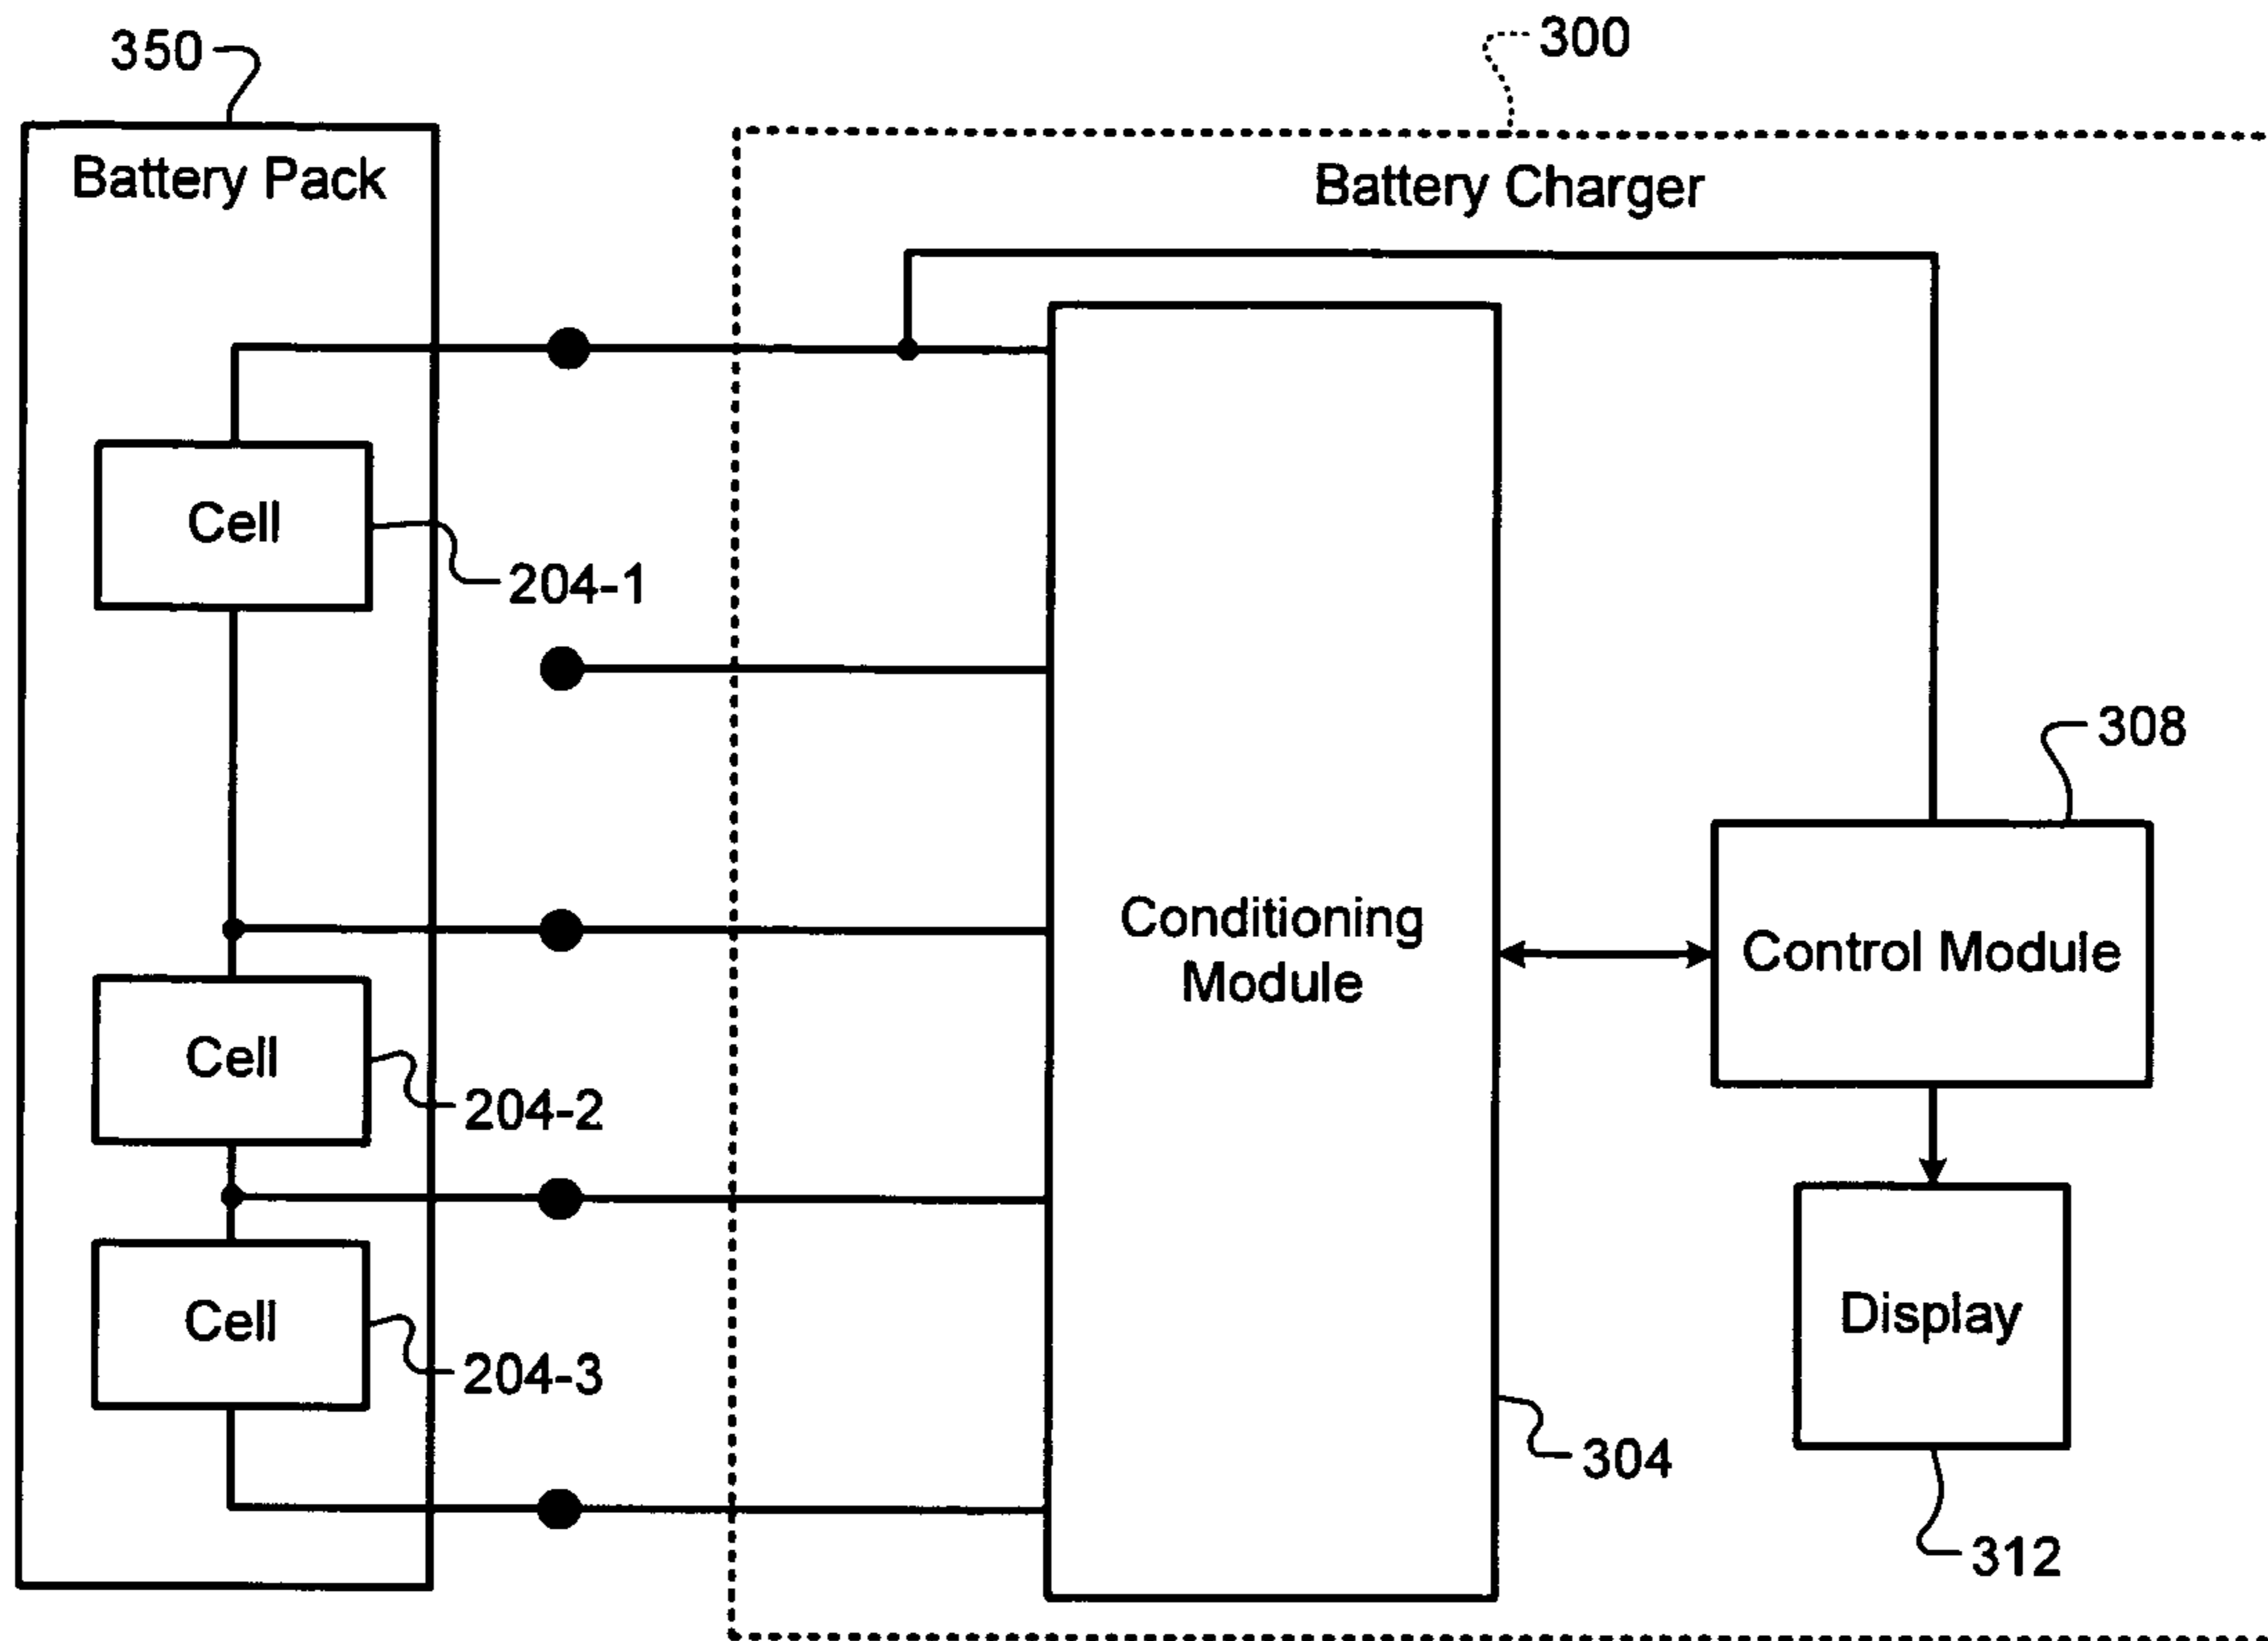 350
300
Battery Pack
Battery Charger
Cell
204-1
308
Conditioning
Module
Control Module
Cell
204-2
Cell
204-3
Display
304
312